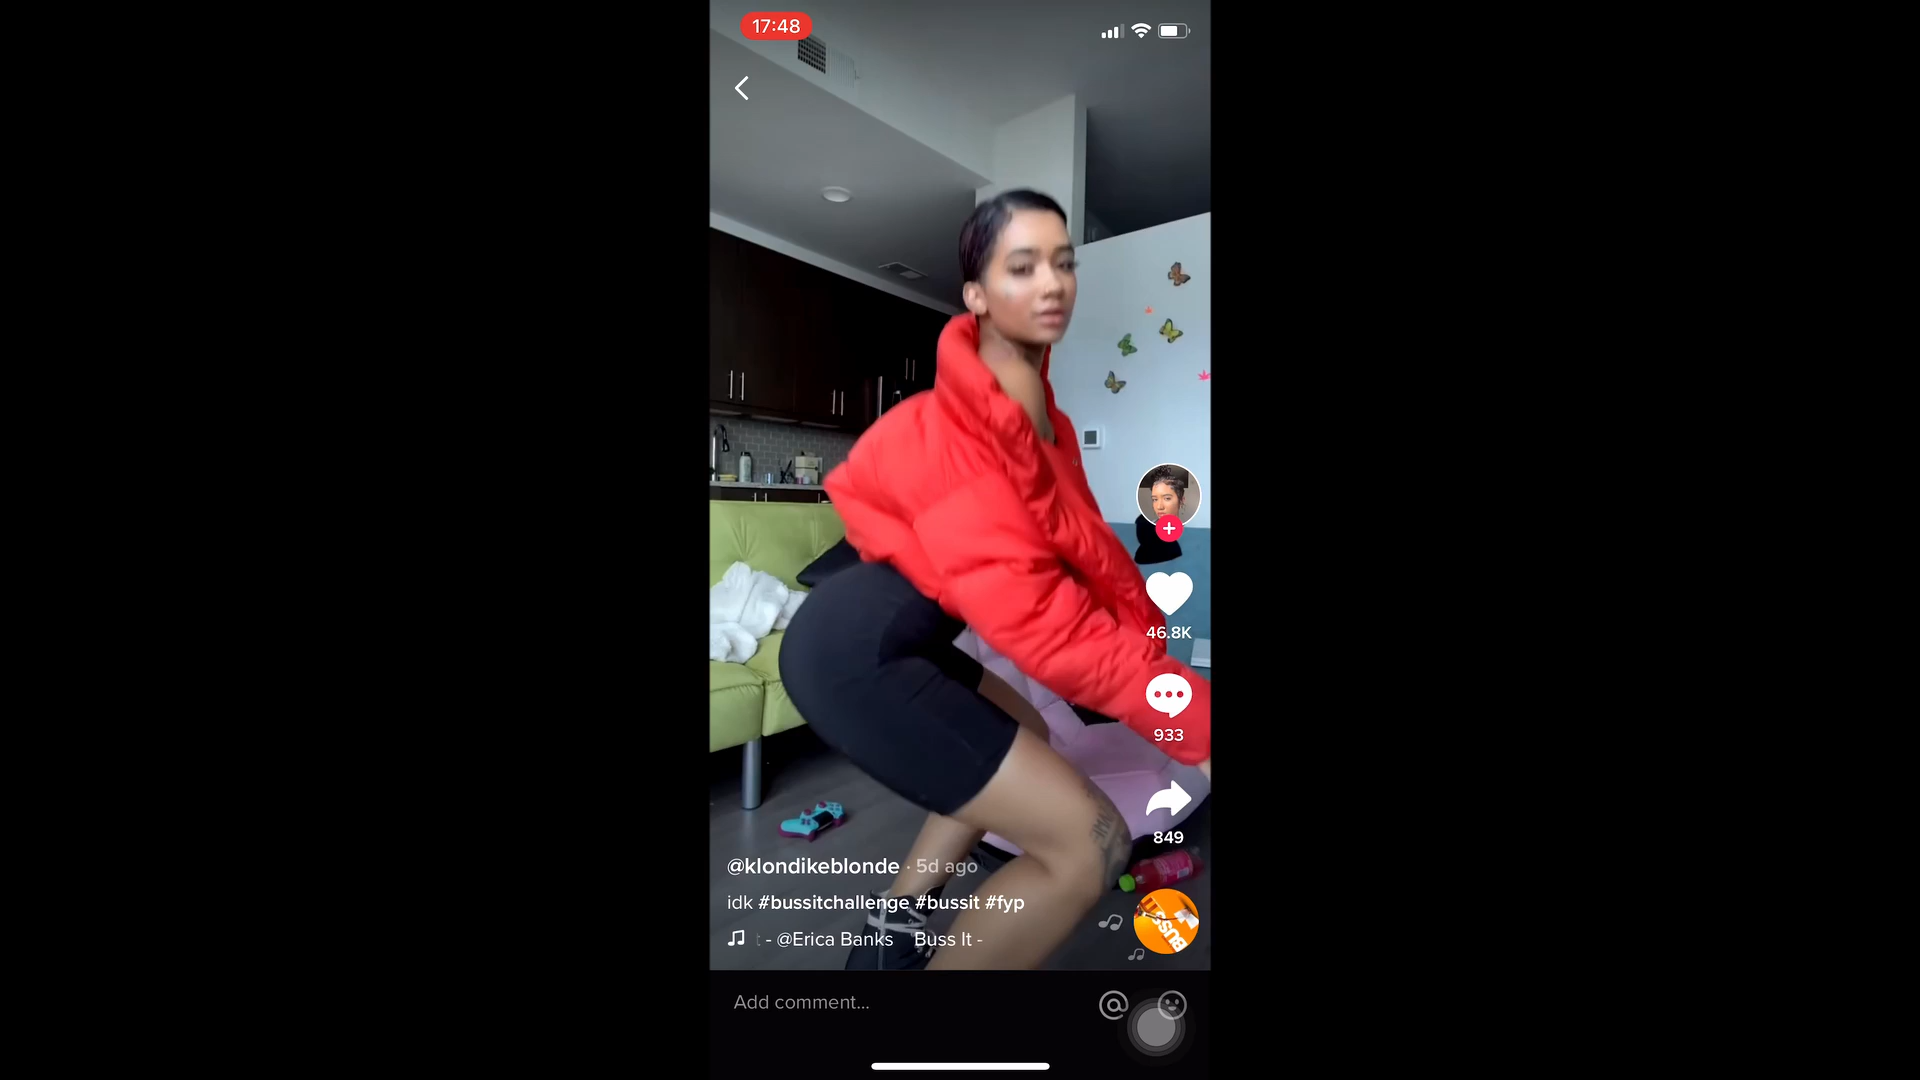 17:48
46.8K
933
849
@klondikeblonde · 5d ago
idk #bussitchallenge #bussit #fyp
t - @Erica Banks Buss It -
BUSS
Add comment...